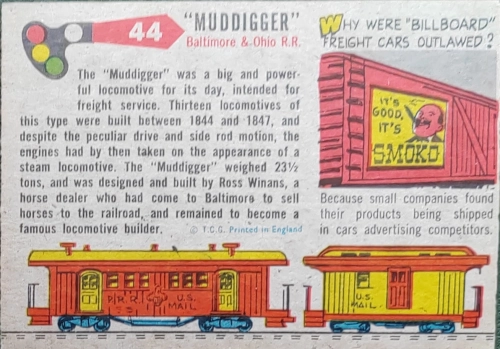 44
"MUDDIGGER"
Baltimore & Ohio R.R.
The "Muddigger" was a big and power-
ful locomotive for its day, intended for
freight service. Thirteen locomotives of
this type were built between 1844 and 1847, and
despite the peculiar drive and side rod motion, the
engines had by then taken on the appearance of a
steam locomotive. The "Muddigger" weighed 23½
tons, and was designed and built by Ross Winans, a
horse dealer who had come to Baltimore to sell
horses to the railroad, and remained to become a
famous locomotive builder.
© T.C.G. Printed in England
WHY WERE "BILLBOARD"
FREIGHT CARS OUTLAWED?
IT'S
GOOD,
IT'S
SMOKO
Because small companies found
their products being shipped
in cars advertising competitors.
P.R.R.
U.S.
MAIL
U.S.
MAIL